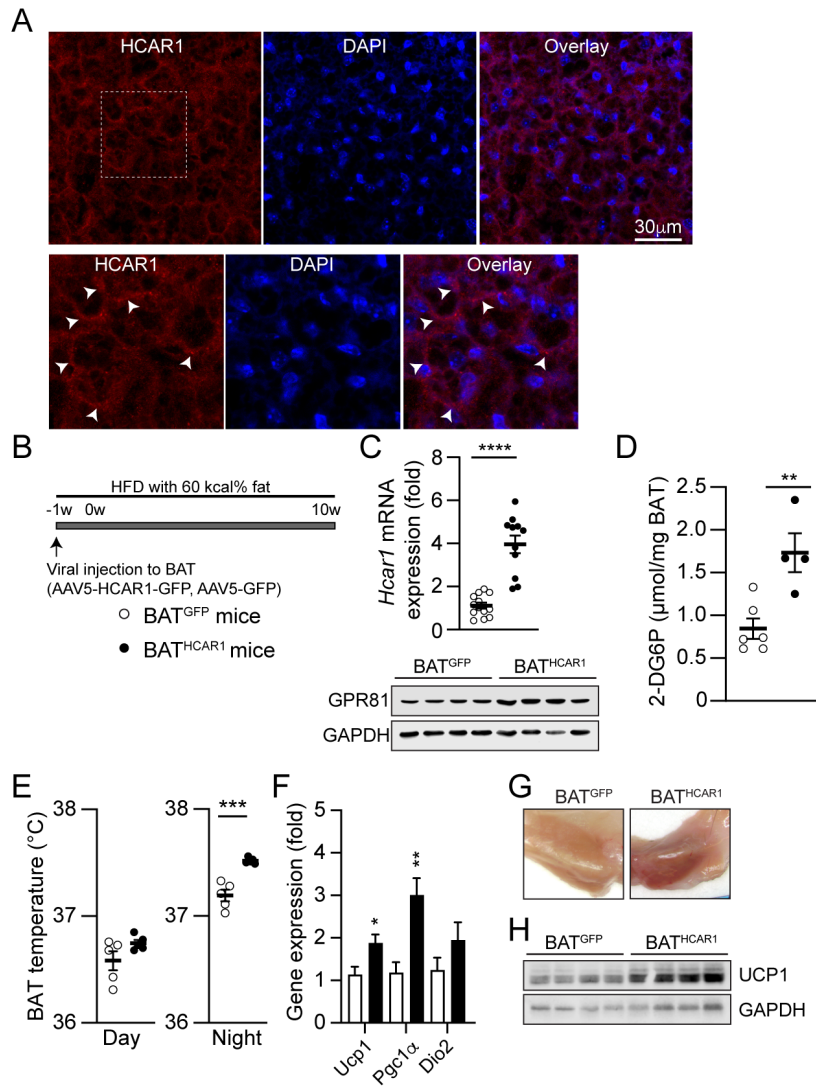 A
HCAR1
DAPI
Overlay
30μm
HCAR1
DAPI
Overlay
B
HFD with 60 kcal% fat
-1w 0w 10w
Viral injection to BAT
(AAV5-HCAR1-GFP, AAV5-GFP)
BATGFP mice
BATHCAR1 mice
C
****
Hcar1 mRNA
expression (fold)
8
6
4
2
0
BATGFP BATHCAR1
GPR81
GAPDH
D
**
2-DG6P (μmol/mg BAT)
2.5
2.0
1.5
1.0
0.5
0
E
BAT temperature (°C)
38
37
36
Day
38
37
36
***
Night
F
Gene expression (fold)
5
4
3
2
1
0
*
**
Ucp1
Pgc1α
Dio2
G
BATGFP
BATHCAR1
H
BATGFP BATHCAR1
UCP1
GAPDH